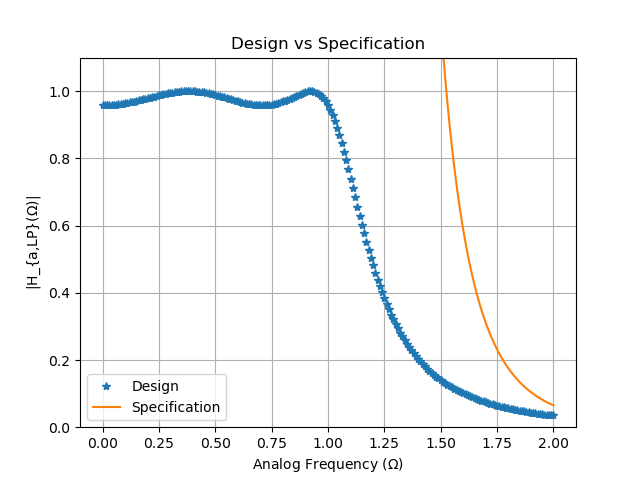 Design vs Specification
|H_{a,LP}(Ω)|
1.0
0.8
0.6
0.4
0.2
0.0
Design
Specification
0.00 0.25 0.50 0.75 1.00 1.25 1.50 1.75 2.00
Analog Frequency (Ω)